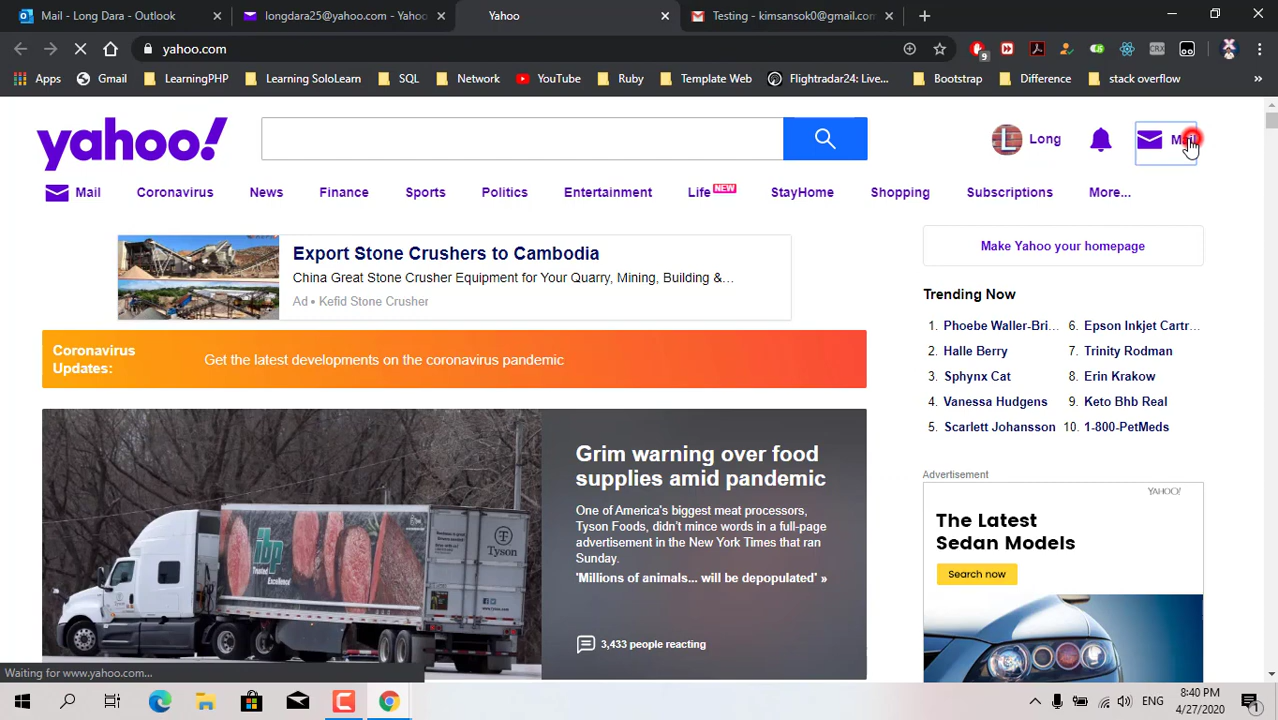 Mail - Long Dara - Outlook
longdara25@yahoo.com - Yahoo
Yahoo
Testing - kimsansok0@gmail.com
yahoo.com
9
Apps
Gmail
LearningPHP
Learning SoloLearn
SQL
Network
YouTube
Ruby
Template Web
Flightradar24: Live...
Bootstrap
Difference
stack overflow
»
yahoo!
L
Long
Mail
Mail
Coronavirus
News
Finance
Sports
Politics
Entertainment
Life NEW
StayHome
Shopping
Subscriptions
More...
Export Stone Crushers to Cambodia
China Great Stone Crusher Equipment for Your Quarry, Mining, Building &...
Ad • Kefid Stone Crusher
Make Yahoo your homepage
Trending Now
1. Phoebe Waller-Bri...
2. Halle Berry
3. Sphynx Cat
4. Vanessa Hudgens
5. Scarlett Johansson
6. Epson Inkjet Cartr...
7. Trinity Rodman
8. Erin Krakow
9. Keto Bhb Real
10. 1-800-PetMeds
Coronavirus
Updates:
Get the latest developments on the coronavirus pandemic
ibp
Trusted
Excellence
Tyson
Grim warning over food
supplies amid pandemic
One of America's biggest meat processors,
Tyson Foods, didn't mince words in a full-page
advertisement in the New York Times that ran
Sunday.
'Millions of animals... will be depopulated' »
3,433 people reacting
Advertisement
YAHOO!
The Latest
Sedan Models
Search now
Waiting for www.yahoo.com...
ENG
8:40 PM
4/27/2020
1